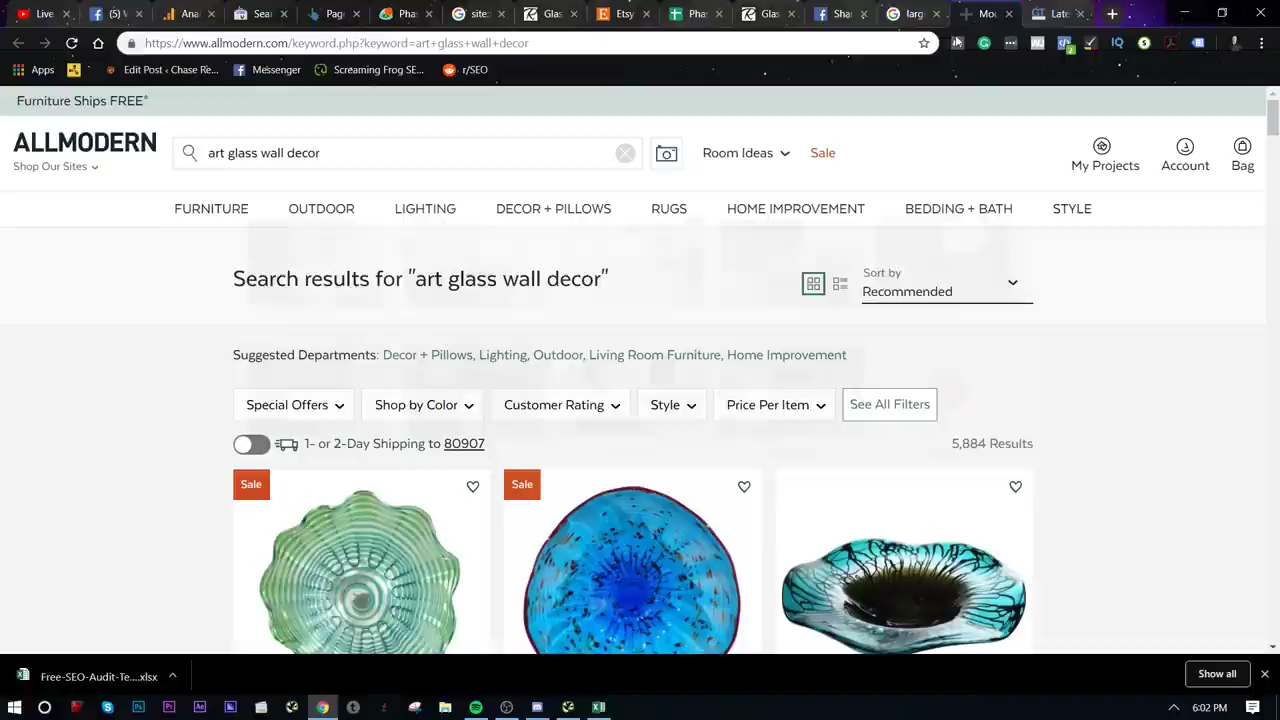 Live
f (5
Anal
Sea
Pag
Pha
sites
Glas
Etsy
Pha
Glas
Sha
larg
Mo
Late
https://www.allmodern.com/keyword.php?keyword=art+glass+wall+decor
Apps
Edit Post ‹ Chase Re...
Messenger
Screaming Frog SE...
r/SEO
Furniture Ships FREE*
ALLMODERN
Shop Our Sites
art glass wall decor
Room Ideas
Sale
My Projects
Account
Bag
FURNITURE
OUTDOOR
LIGHTING
DECOR + PILLOWS
RUGS
HOME IMPROVEMENT
BEDDING + BATH
STYLE
Search results for "art glass wall decor"
Sort by
Recommended
Suggested Departments: Decor + Pillows, Lighting, Outdoor, Living Room Furniture, Home Improvement
Special Offers
Shop by Color
Customer Rating
Style
Price Per Item
See All Filters
1- or 2-Day Shipping to 80907
5,884 Results
Sale
Sale
Free-SEO-Audit-Te....xlsx
Show all
6:02 PM